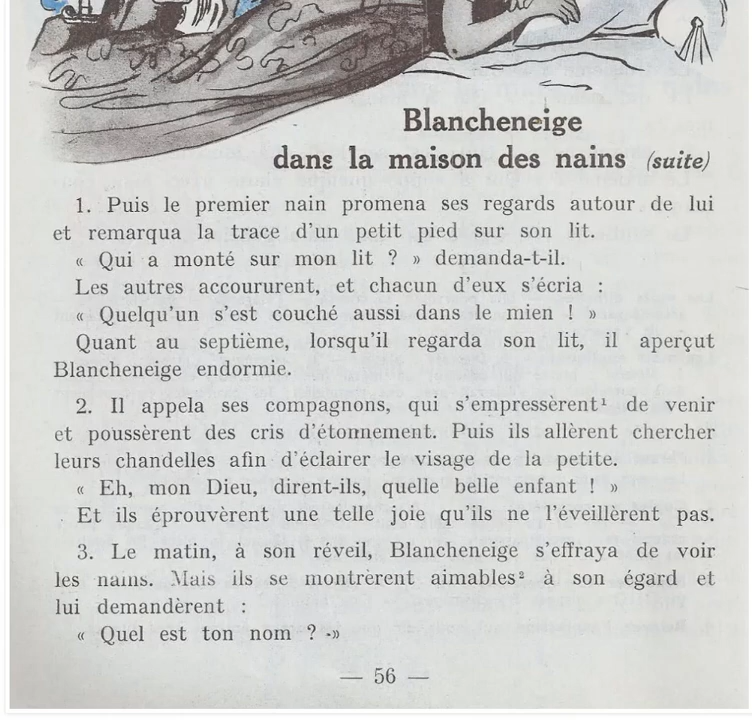 Blancheneige
dans la maison des nains (suite)
1. Puis le premier nain promena ses regards autour de lui
et remarqua la trace d'un petit pied sur son lit.
« Qui a monté sur mon lit ? » demanda-t-il.
Les autres accoururent, et chacun d'eux s'écria :
« Quelqu'un s'est couché aussi dans le mien ! »
Quant au septième, lorsqu'il regarda son lit, il aperçut
Blancheneige endormie.
2. Il appela ses compagnons, qui s'empressèrent¹ de venir
et poussèrent des cris d'étonnement. Puis ils allèrent chercher
leurs chandelles afin d'éclairer le visage de la petite.
« Eh, mon Dieu, dirent-ils, quelle belle enfant ! »
Et ils éprouvèrent une telle joie qu'ils ne l'éveillèrent pas.
3. Le matin, à son réveil, Blancheneige s'effraya de voir
les nains. Mais ils se montrèrent aimables² à son égard et
lui demandèrent :
« Quel est ton nom ? »
— 56 —